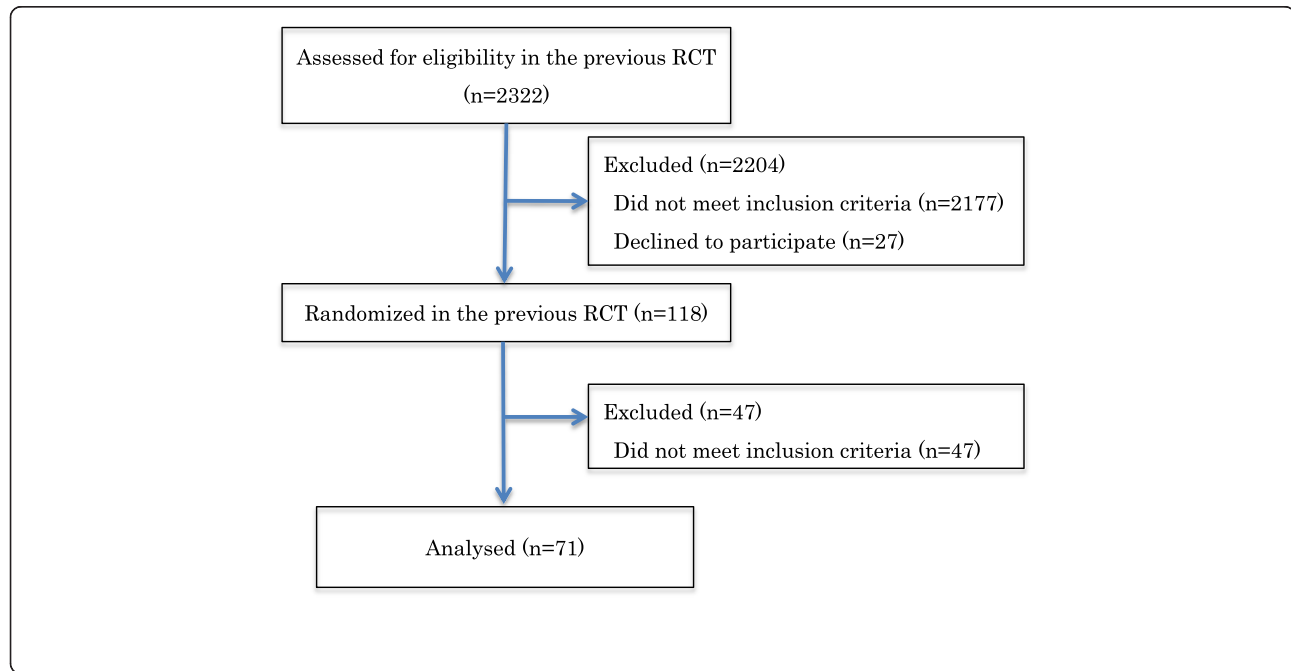 Assessed for eligibility in the previous RCT
(n=2322)
Excluded (n=2204)
Did not meet inclusion criteria (n=2177)
Declined to participate (n=27)
Randomized in the previous RCT (n=118)
Excluded (n=47)
Did not meet inclusion criteria (n=47)
Analysed (n=71)